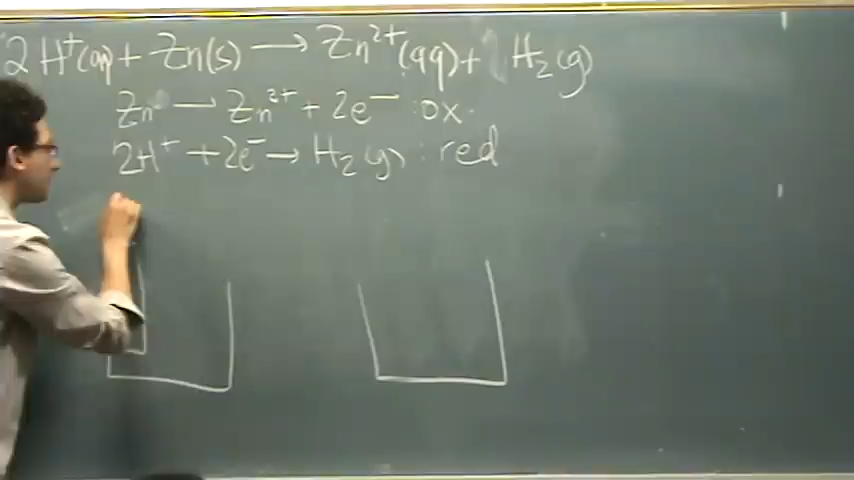 2 H⁺(aq) + Zn(s) → Zn²⁺(aq) + H₂(g)
Zn → Zn²⁺ + 2e⁻ : ox.
2H⁺ + 2e⁻ → H₂(g) : red